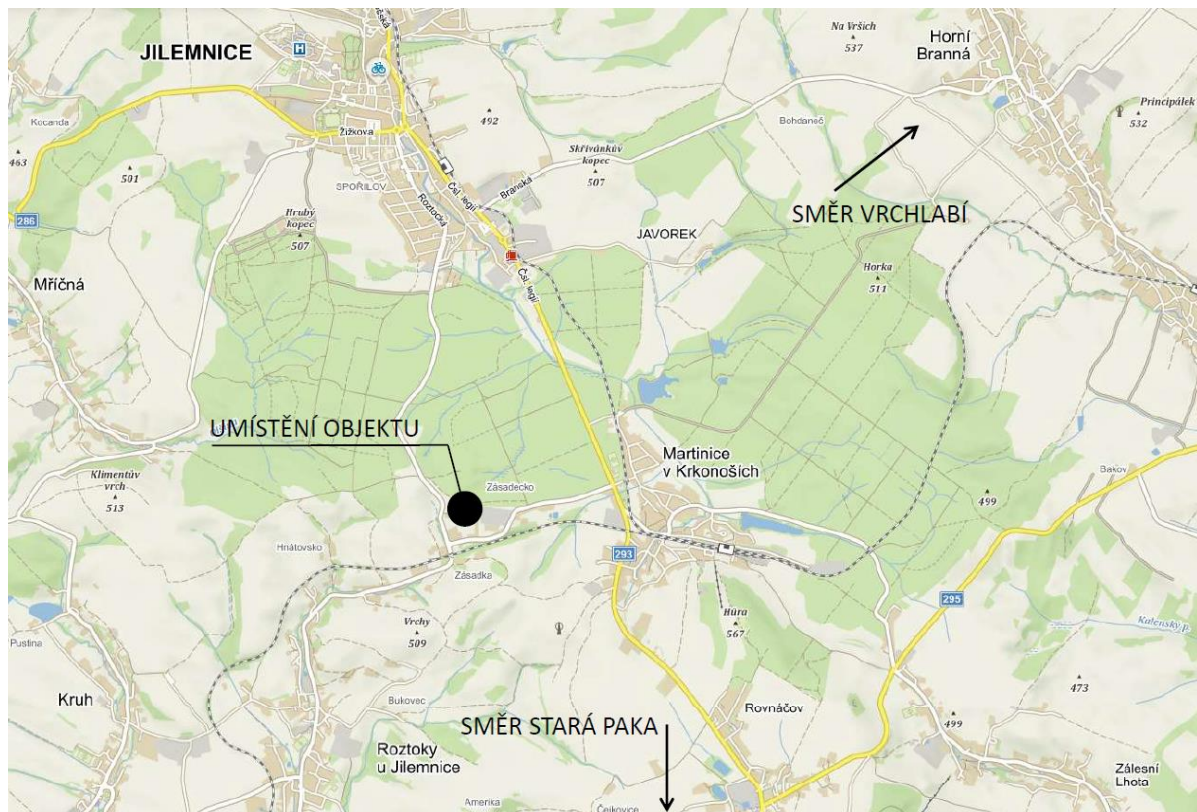 JILEMNICE
H
Na Vršich
537
Horní
Branná
Principálek
532
Kocanda
463
501
492
Žižkova
Bohdaneč
Skřivánkův
kopec
507
SPOŘILOV
Branská
Čsl. legií
Roztocká
286
Hrubý
kopec
507
SMĚR VRCHLABÍ
JAVOREK
Čsl. legií
Horka
511
Mříčná
UMÍSTĚNÍ OBJEKTU
Martinice
v Krkonoších
Klimentův
vrch
513
Zásadecko
Bakov
499
Hnátovsko
293
Zásadka
295
Vrchy
509
Hůra
567
Kalenský p.
Pustina
Kruh
Bukovec
473
Rovnáčov
SMĚR STARÁ PAKA
499
Roztoky
u Jilemnice
Zálesní
Lhota
Amerika
Čejkovice